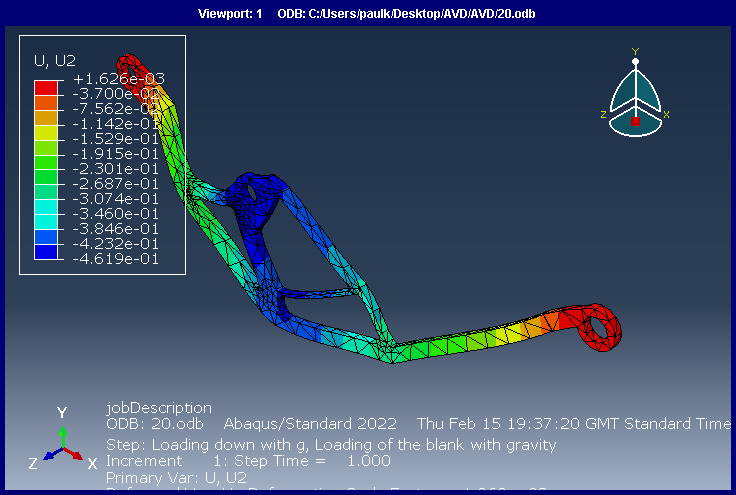 Viewport: 1 ODB: C:/Users/paulk/Desktop/AVD/AVD/20.odb
U, U2
+1.626e-03
-3.700e-02
-7.562e-02
-1.142e-01
-1.529e-01
-1.915e-01
-2.301e-01
-2.687e-01
-3.074e-01
-3.460e-01
-3.846e-01
-4.232e-01
-4.619e-01
Y
Z
X
Y
Z
X
jobDescription
ODB: 20.odb Abaqus/Standard 2022 Thu Feb 15 19:37:20 GMT Standard Time
Step: Loading down with g, Loading of the blank with gravity
Increment 1: Step Time = 1.000
Primary Var: U, U2